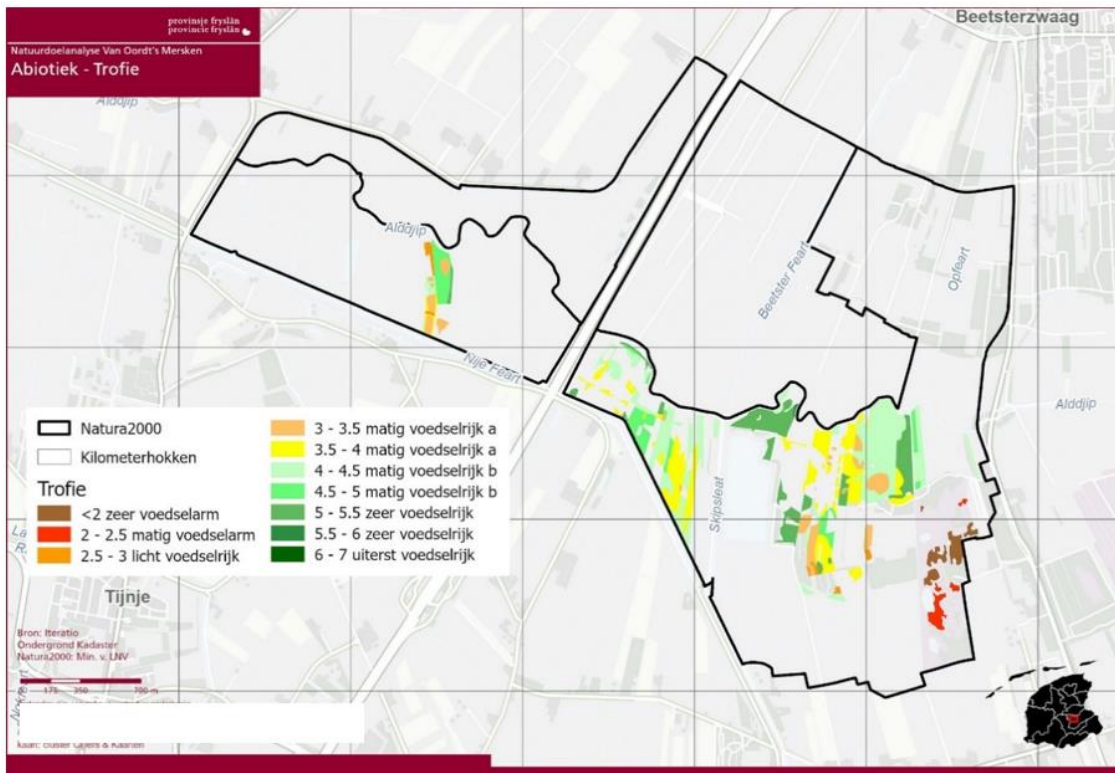 provinsje fryslân
provincie fryslân
Natuurdoelanalyse Van Oordt's Mersken
Abiotiek - Trofie
Beetsterzwaag
Alddjip
Alddjip
Beetster Feart
Opfeart
Nije Feart
Alddjip
Skipsleat
Natura2000
Kilometerhokken
Trofie
<2 zeer voedselarm
2 - 2.5 matig voedselarm
2.5 - 3 licht voedselrijk
3 - 3.5 matig voedselrijk a
3.5 - 4 matig voedselrijk a
4 - 4.5 matig voedselrijk b
4.5 - 5 matig voedselrijk b
5 - 5.5 zeer voedselrijk
5.5 - 6 zeer voedselrijk
6 - 7 uiterst voedselrijk
Tijnje
Bron: Iteratio
Ondergrond Kadaster
Natura2000: Min. v. LNV
175 350 700 m